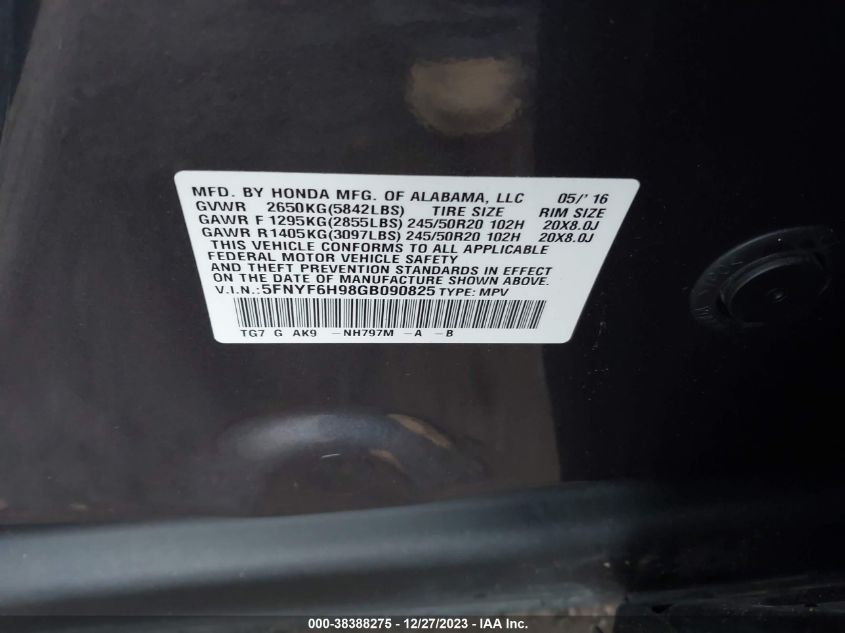 MFD. BY HONDA MFG. OF ALABAMA, LLC 05/' 16
GVWR 2650KG(5842LBS) TIRE SIZE RIM SIZE
GAWR F 1295KG(2855LBS) 245/50R20 102H 20X8.0J
GAWR R1405KG(3097LBS) 245/50R20 102H 20X8.0J
THIS VEHICLE CONFORMS TO ALL APPLICABLE
FEDERAL MOTOR VEHICLE SAFETY
AND THEFT PREVENTION STANDARDS IN EFFECT
ON THE DATE OF MANUFACTURE SHOWN ABOVE.
V.I.N.:5FNYF6H98GB090825 TYPE: MPV
TG7 G AK9 -NH797M -A -B
000-38388275 - 12/27/2023 - IAA Inc.